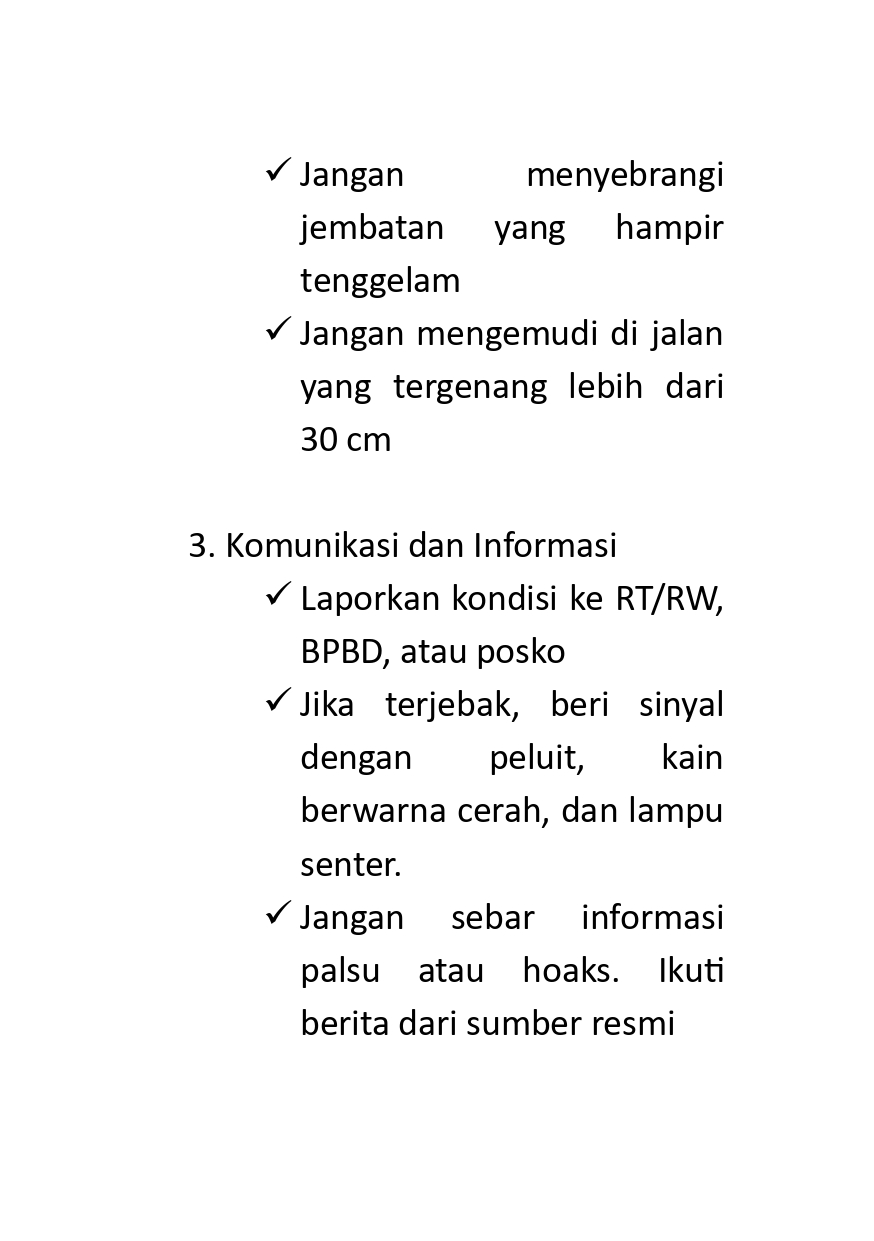 ✓ Jangan menyebrangi
jembatan yang hampir
tenggelam
✓ Jangan mengemudi di jalan
yang tergenang lebih dari
30 cm
3. Komunikasi dan Informasi
✓ Laporkan kondisi ke RT/RW,
BPBD, atau posko
✓ Jika terjebak, beri sinyal
dengan peluit, kain
berwarna cerah, dan lampu
senter.
✓ Jangan sebar informasi
palsu atau hoaks. Ikuti
berita dari sumber resmi